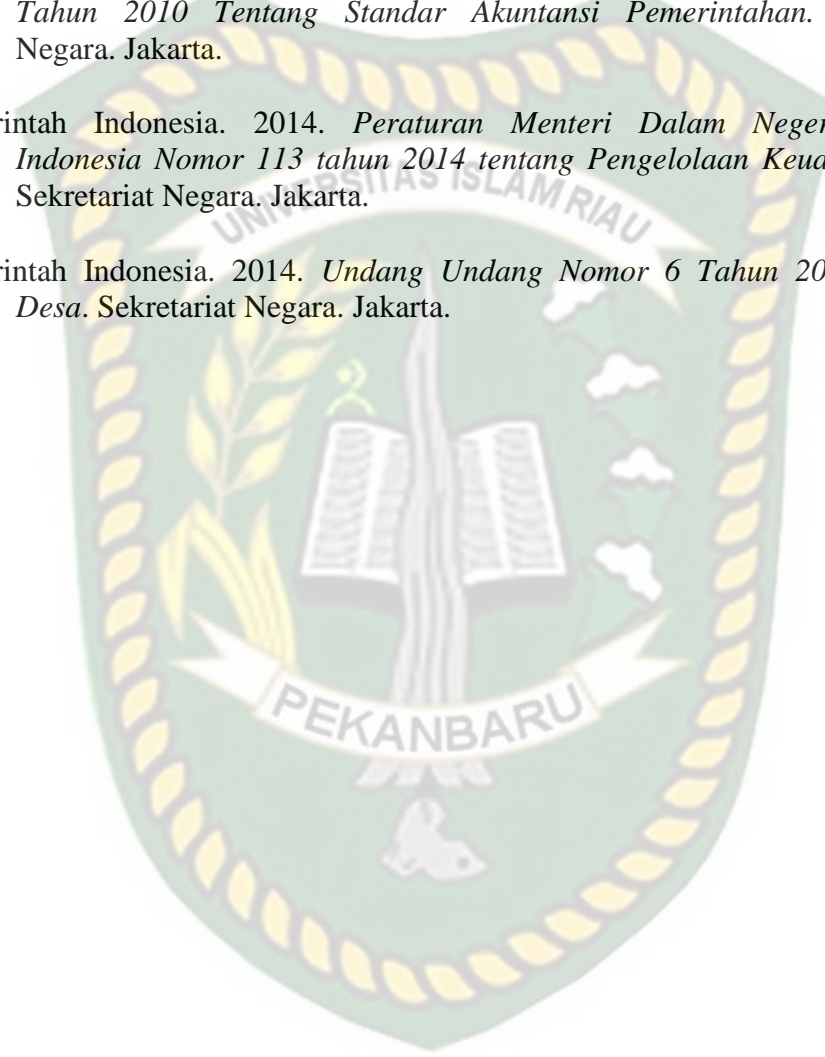 Tahun 2010 Tentang Standar Akuntansi Pemerintahan.
Negara. Jakarta.
rintah Indonesia. 2014. Peraturan Menteri Dalam Neger
Indonesia Nomor 113 tahun 2014 tentang Pengelolaan Keua
Sekretariat Negara. Jakarta.
UNIVERSITAS ISLAM RIAU
rintah Indonesia. 2014. Undang Undang Nomor 6 Tahun 20
Desa. Sekretariat Negara. Jakarta.
PEKANBARU